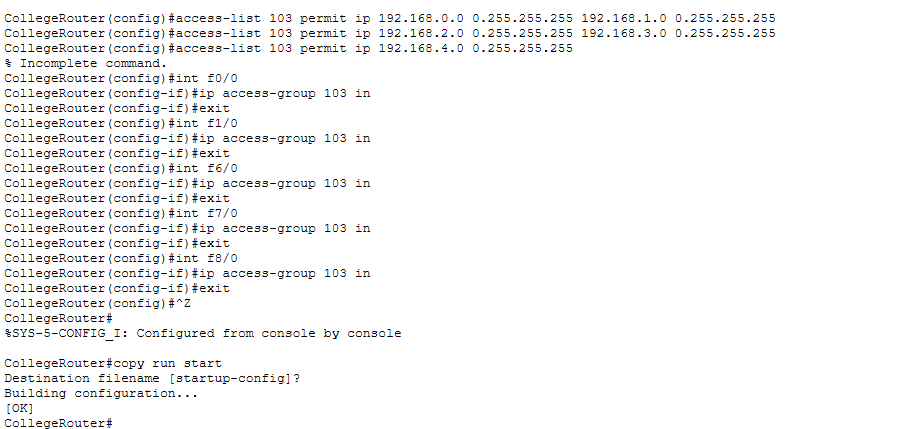 CollegeRouter(config)#access-list 103 permit ip 192.168.0.0 0.255.255.255 192.168.1.0 0.255.255.255
CollegeRouter(config)#access-list 103 permit ip 192.168.2.0 0.255.255.255 192.168.3.0 0.255.255.255
CollegeRouter(config)#access-list 103 permit ip 192.168.4.0 0.255.255.255
% Incomplete command.
CollegeRouter(config)#int f0/0
CollegeRouter(config-if)#ip access-group 103 in
CollegeRouter(config-if)#exit
CollegeRouter(config)#int f1/0
CollegeRouter(config-if)#ip access-group 103 in
CollegeRouter(config-if)#exit
CollegeRouter(config)#int f6/0
CollegeRouter(config-if)#ip access-group 103 in
CollegeRouter(config-if)#exit
CollegeRouter(config)#int f7/0
CollegeRouter(config-if)#ip access-group 103 in
CollegeRouter(config-if)#exit
CollegeRouter(config)#int f8/0
CollegeRouter(config-if)#ip access-group 103 in
CollegeRouter(config-if)#exit
CollegeRouter(config)#^Z
CollegeRouter#
%SYS-5-CONFIG_I: Configured from console by console
CollegeRouter#copy run start
Destination filename [startup-config]?
Building configuration...
[OK]
CollegeRouter#